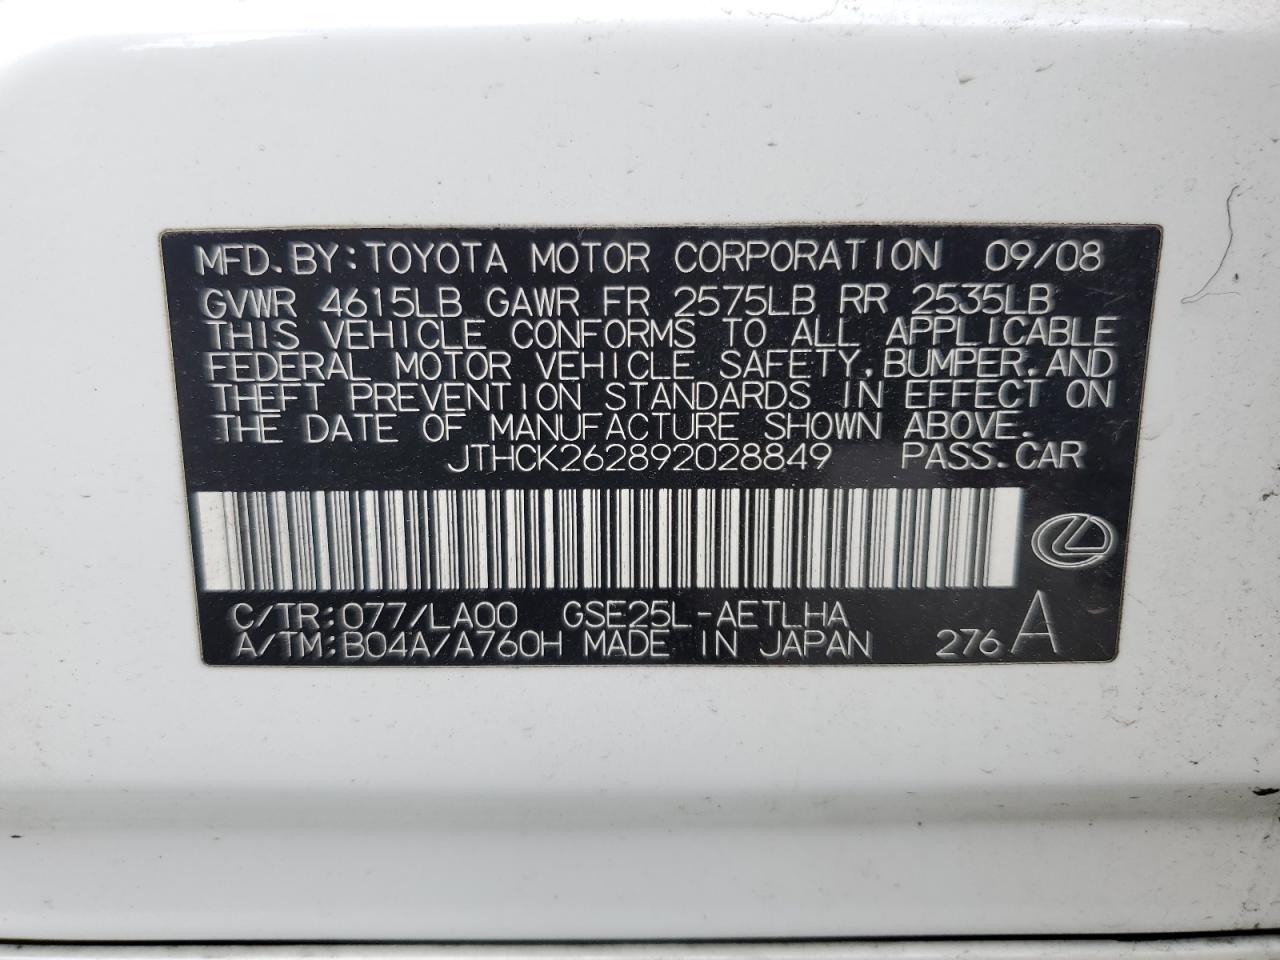 MFD. BY: TOYOTA MOTOR CORPORATION 09/08
GVWR 4615LB GAWR FR 2575LB RR 2535LB
THIS VEHICLE CONFORMS TO ALL APPLICABLE
FEDERAL MOTOR VEHICLE SAFETY, BUMPER, AND
THEFT PREVENTION STANDARDS IN EFFECT ON
THE DATE OF MANUFACTURE SHOWN ABOVE.
JTHCK262892028849 PASS. CAR
C/TR: 077/LA00 GSE25L-AETLHA
A/TM: B04A/A760H MADE IN JAPAN 276 A